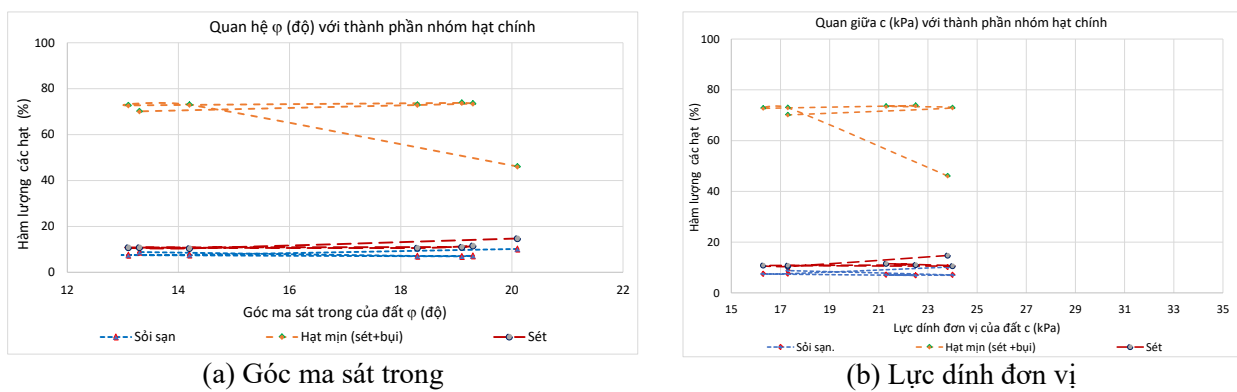 Quan hệ φ (độ) với thành phần nhóm hạt chính
Hàm lượng các hạt (%)
100
80
60
40
20
0
12 14 16 18 20 22
Góc ma sát trong của đất φ (độ)
Sỏi sạn Hạt mịn (sét+bụi) Sét
(a) Góc ma sát trong
Quan giữa c (kPa) với thành phần nhóm hạt chính
Hàm lượng các hạt (%)
100
80
60
40
20
0
15 17 19 21 23 25 27 29 31 33 35
Lực dính đơn vị của đất c (kPa)
Sỏi sạn. Hạt mịn (sét +bụi) Sét
(b) Lực dính đơn vị